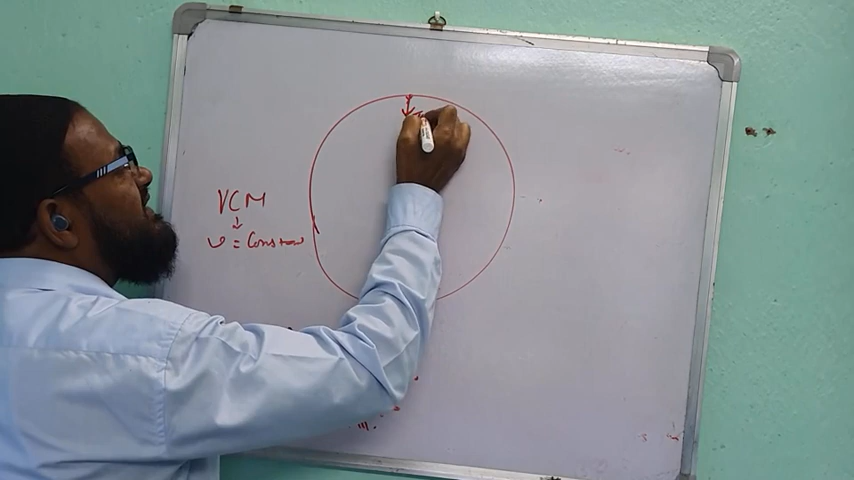 VCM
↓
v = Constant